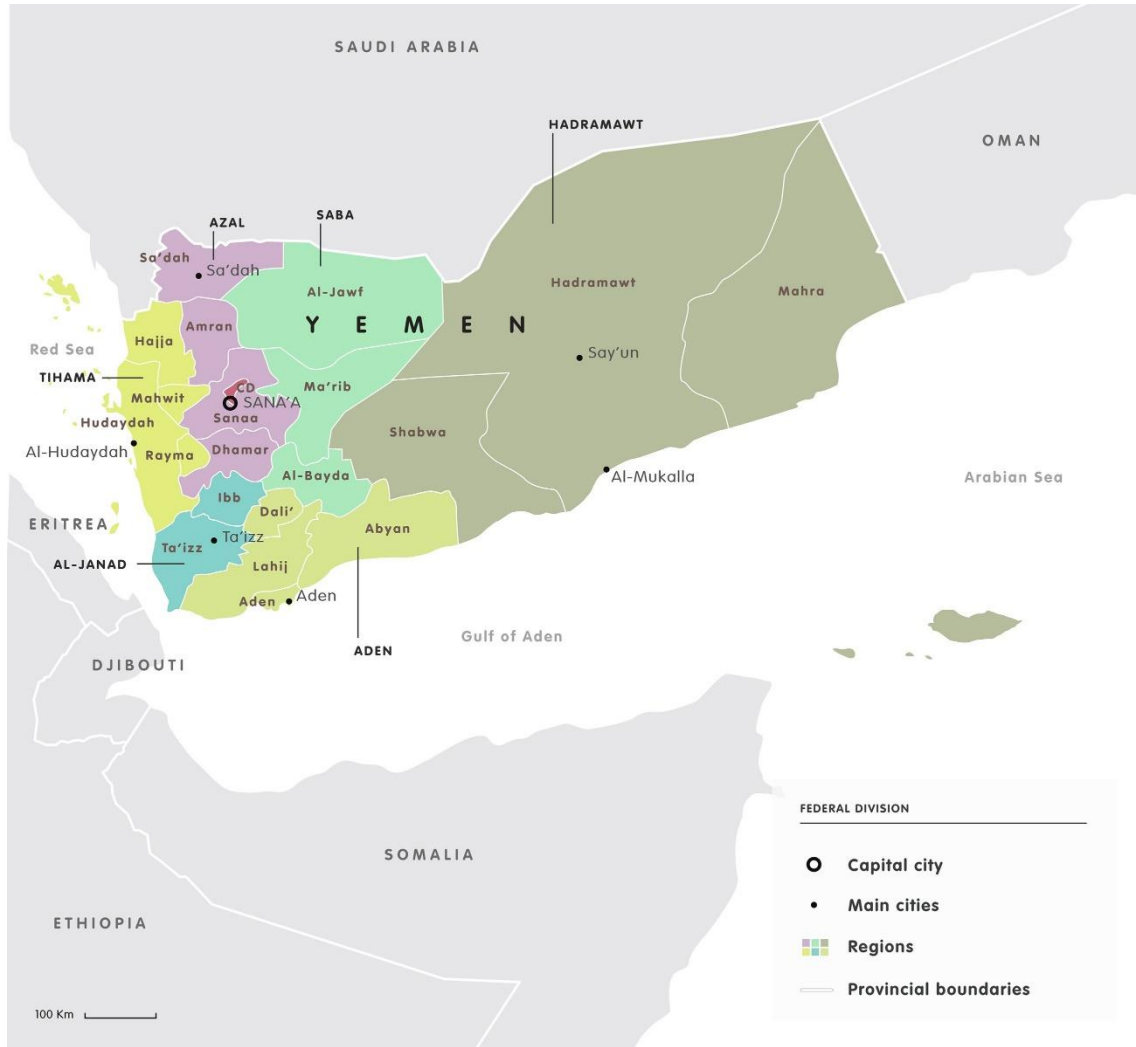 SAUDI ARABIA
HADRAMAWT
OMAN
AZAL
SABA
Sa'dah
Sa'dah
Al-Jawf
Hadramawt
Mahra
Amran
YEMEN
Hajja
Red Sea
Say'un
TIHAMA
CD
Ma'rib
Mahwit
SANA'A
Sanaa
Hudaydah
Shabwa
Al-Hudaydah
Rayma
Dhamar
Al-Bayda
Al-Mukalla
Arabian Sea
Ibb
Dali'
ERITREA
Abyan
Ta'izz
Ta'izz
AL-JANAD
Lahij
Aden
Aden
Gulf of Aden
ADEN
DJIBOUTI
FEDERAL DIVISION
SOMALIA
Capital city
Main cities
ETHIOPIA
Regions
Provincial boundaries
100 Km